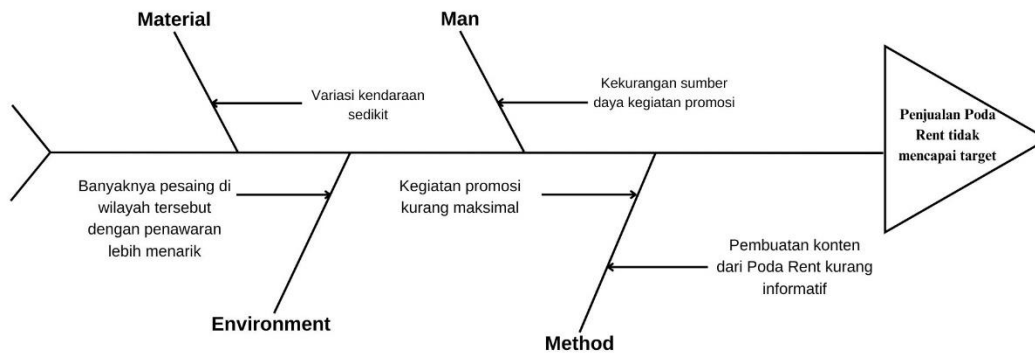 Material
Man
Variasi kendaraan
sedikit
Kekurangan sumber
daya kegiatan promosi
Penjualan Poda
Rent tidak
mencapai target
Banyaknya pesaing di
wilayah tersebut
dengan penawaran
lebih menarik
Kegiatan promosi
kurang maksimal
Pembuatan konten
dari Poda Rent kurang
informatif
Environment
Method